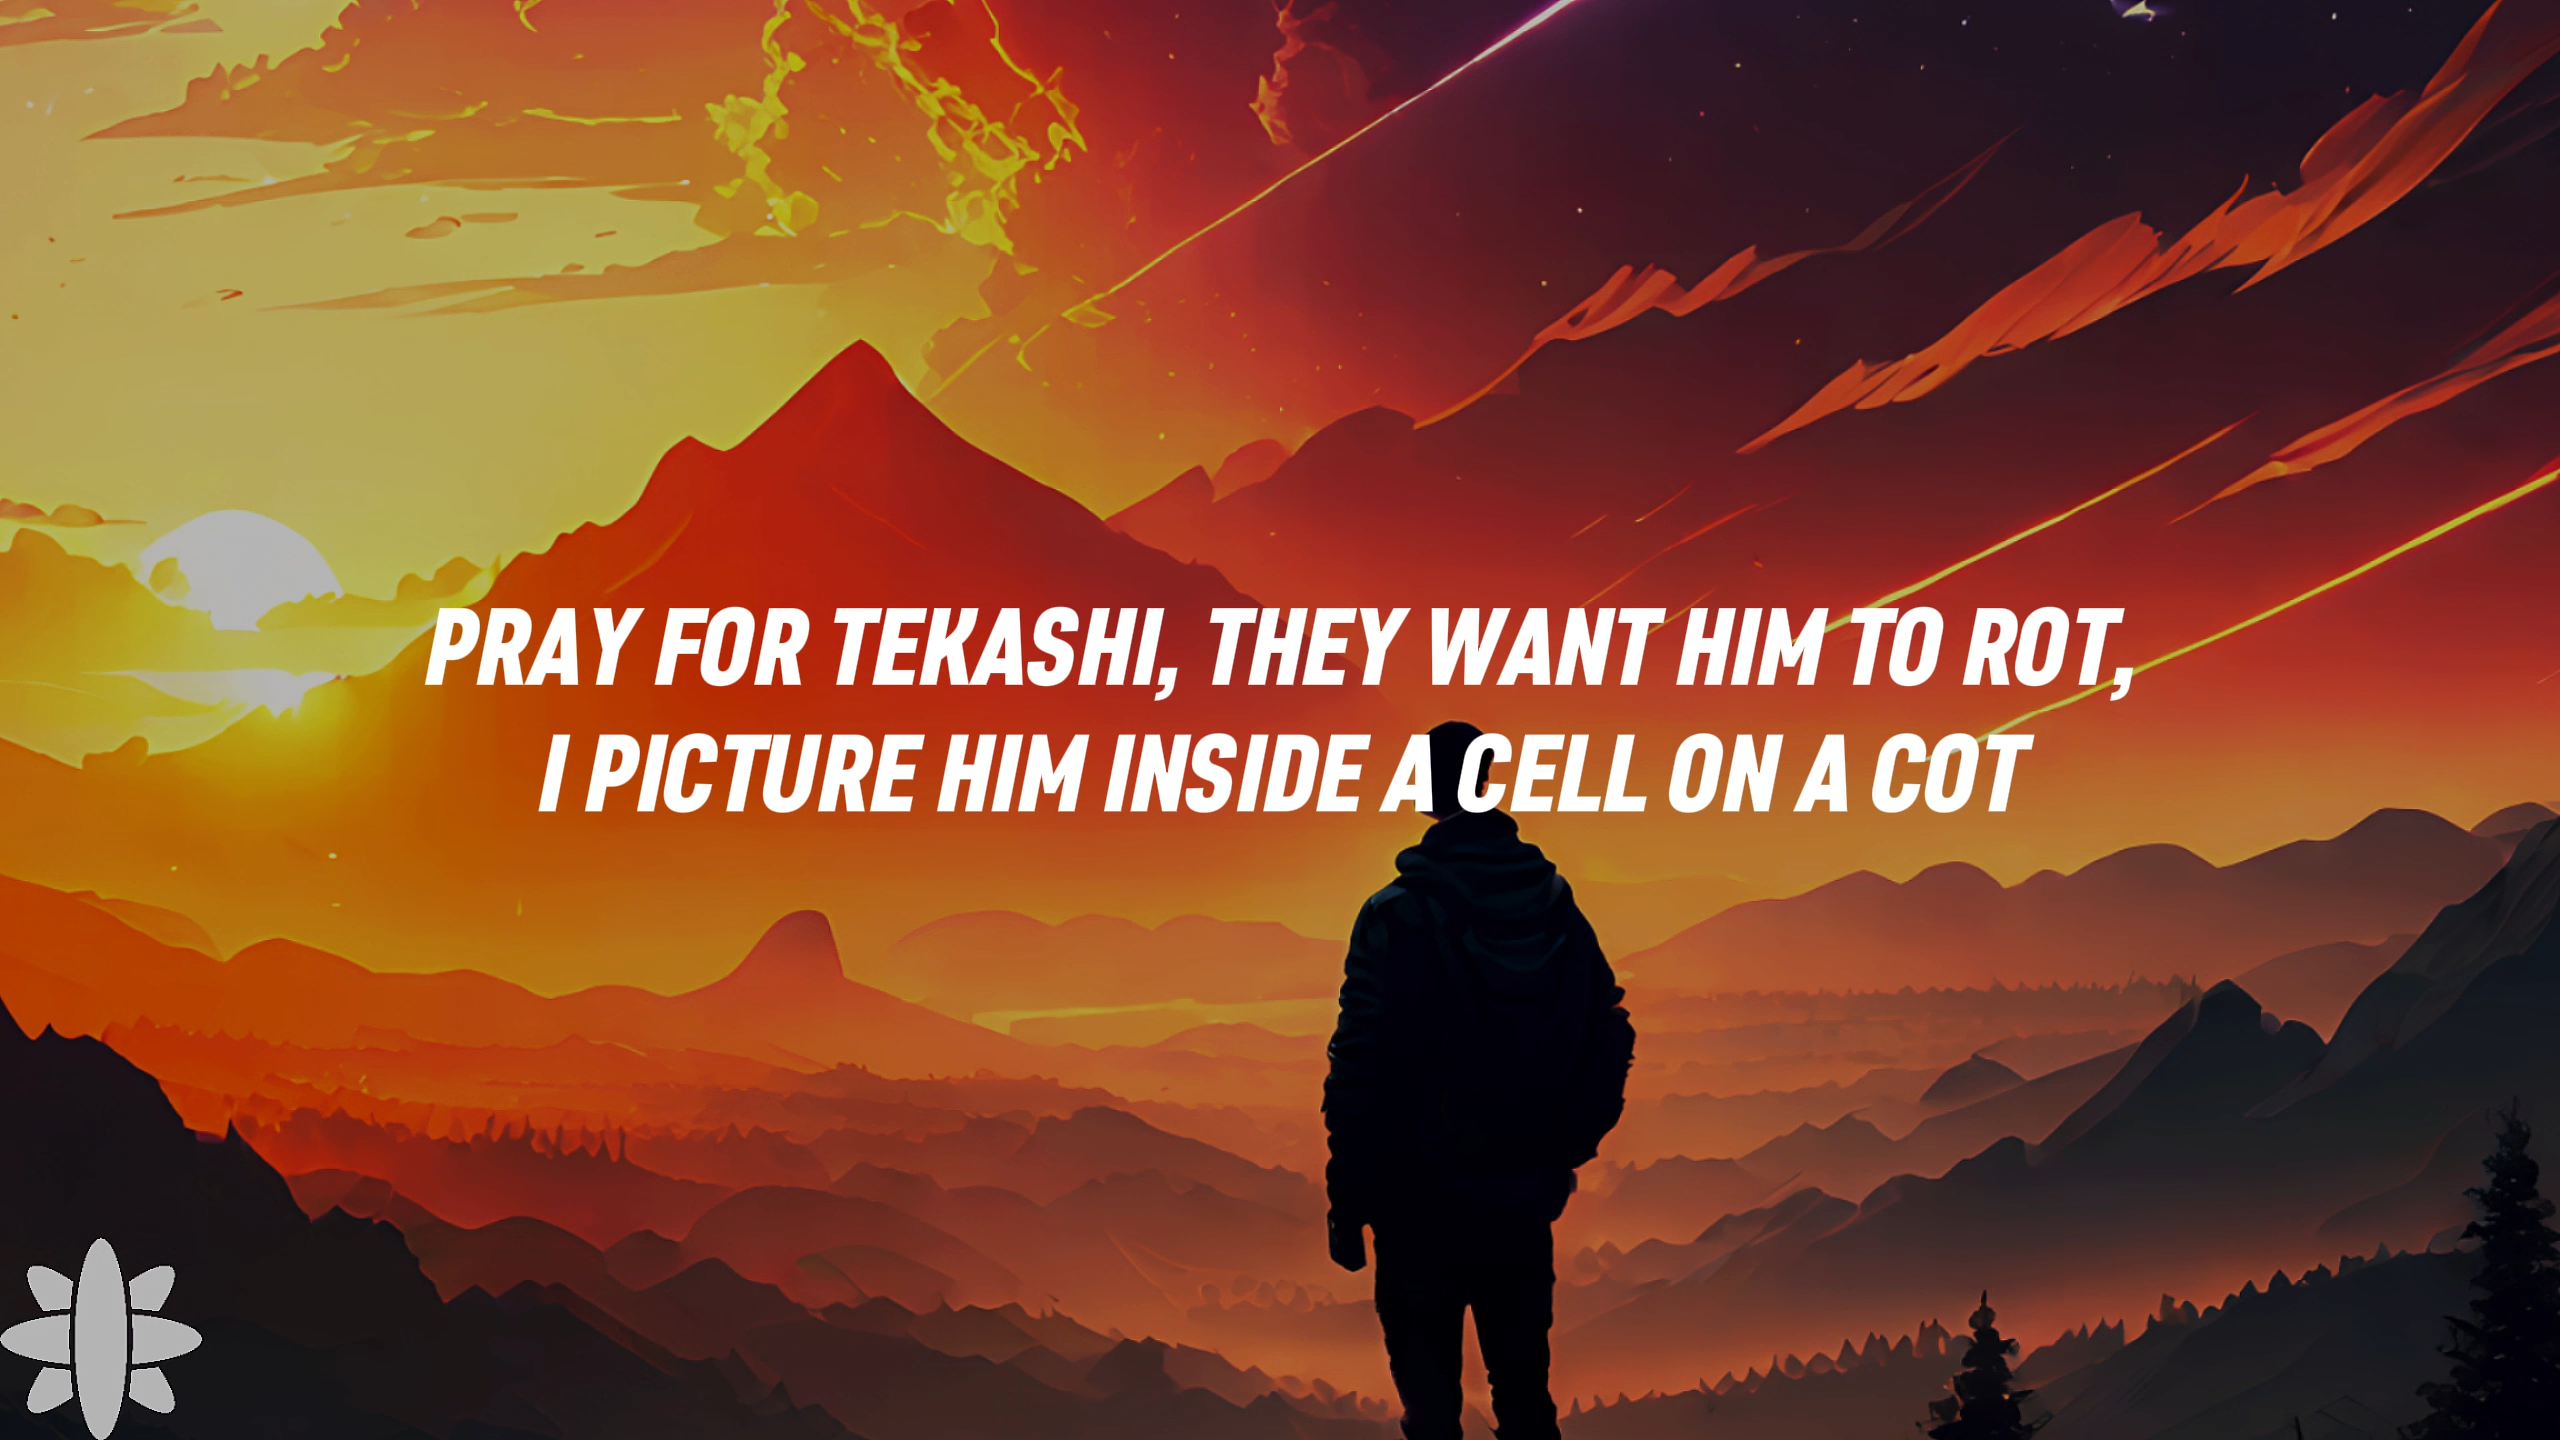 PRAY FOR TEKASHI, THEY WANT HIM TO ROT,
I PICTURE HIM INSIDE A CELL ON A COT